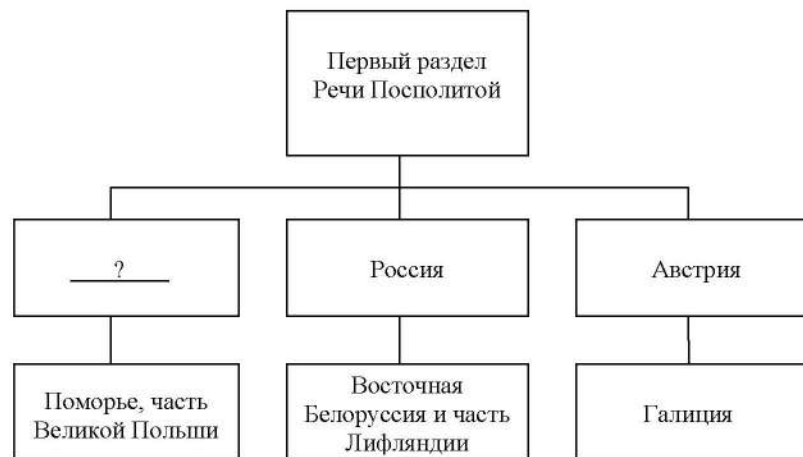 Первый раздел
Речи Посполитой
?
Россия
Австрия
Поморье, часть
Великой Польши
Восточная
Белоруссия и часть
Лифляндии
Галиция